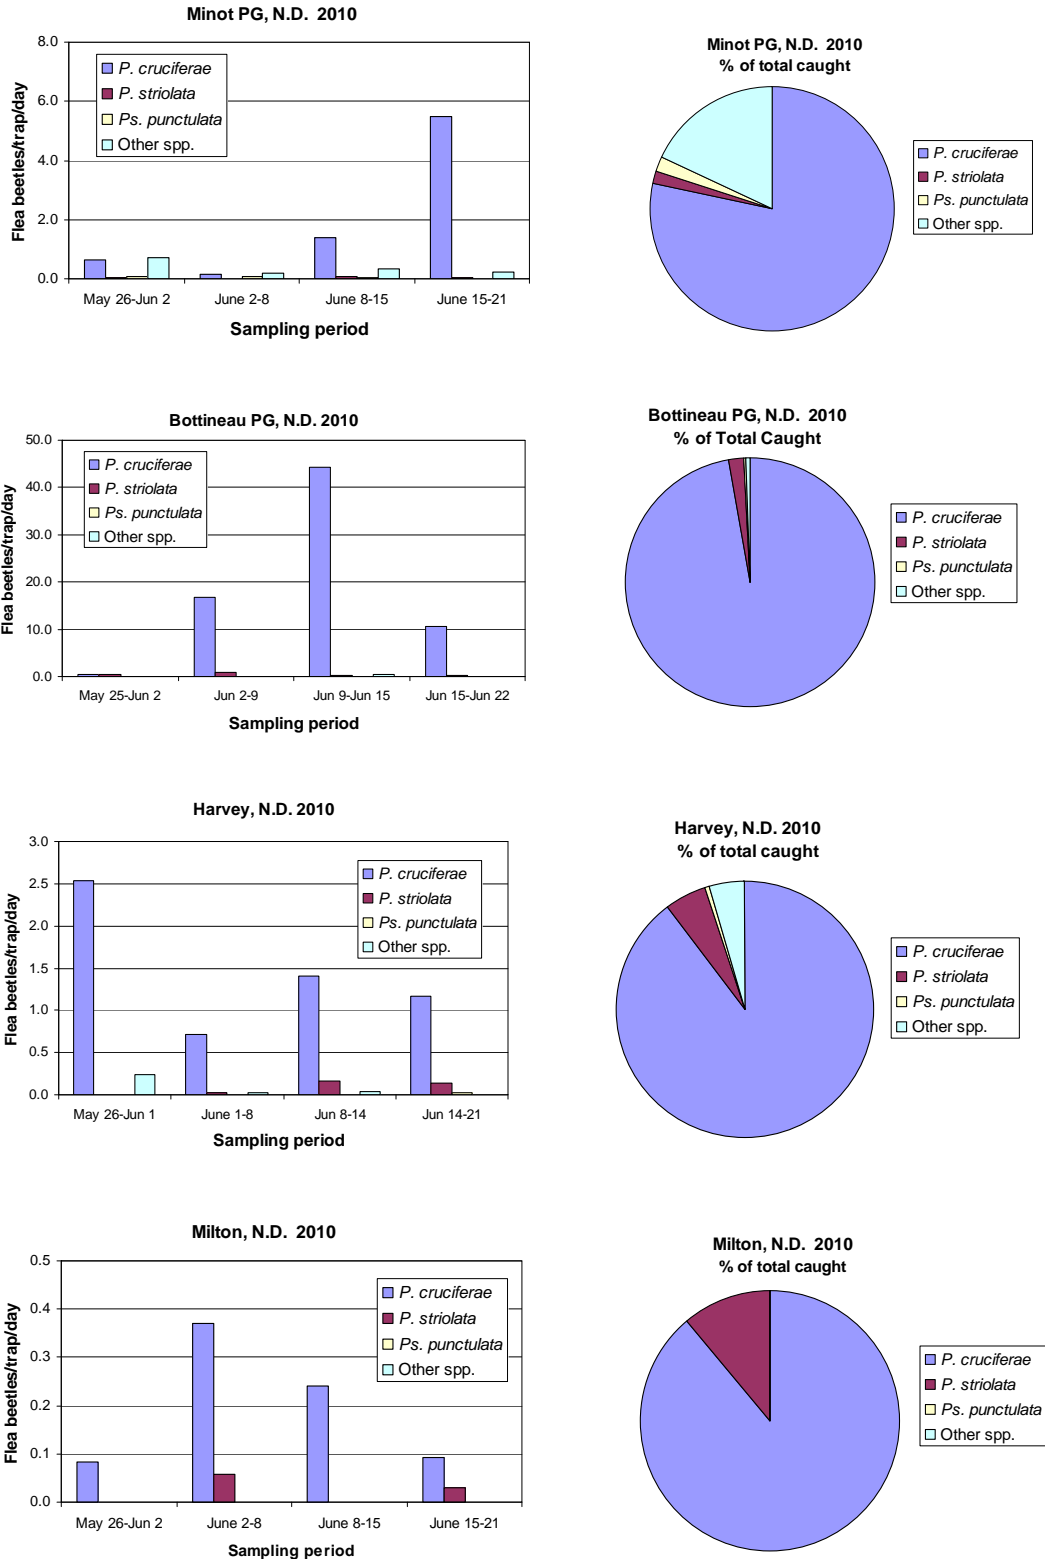 Minot PG, N.D.  2010
8.0
6.0
4.0
2.0
0.0
Flea beetles/trap/day
P. cruciferae
P. striolata
Ps. punctulata
Other spp.
May 26-Jun 2
June 2-8
June 8-15
June 15-21
Sampling period
Minot PG, N.D.  2010
% of total caught
P. cruciferae
P. striolata
Ps. punctulata
Other spp.
Bottineau PG, N.D. 2010
50.0
40.0
30.0
20.0
10.0
0.0
Flea beetles/trap/day
P. cruciferae
P. striolata
Ps. punctulata
Other spp.
May 25-Jun 2
Jun 2-9
Jun 9-Jun 15
Jun 15-Jun 22
Sampling period
Bottineau PG, N.D. 2010
% of Total Caught
P. cruciferae
P. striolata
Ps. punctulata
Other spp.
Harvey, N.D. 2010
3.0
2.5
2.0
1.5
1.0
0.5
0.0
Flea beetles/trap/day
P. cruciferae
P. striolata
Ps. punctulata
Other spp.
May 26-Jun 1
June 1-8
Jun 8-14
Jun 14-21
Sampling period
Harvey, N.D. 2010
% of total caught
P. cruciferae
P. striolata
Ps. punctulata
Other spp.
Milton, N.D.  2010
0.5
0.4
0.3
0.2
0.1
0.0
Flea beetles/trap/day
P. cruciferae
P. striolata
Ps. punctulata
Other spp.
May 26-Jun 2
June 2-8
June 8-15
June 15-21
Sampling period
Milton, N.D.  2010
% of total caught
P. cruciferae
P. striolata
Ps. punctulata
Other spp.